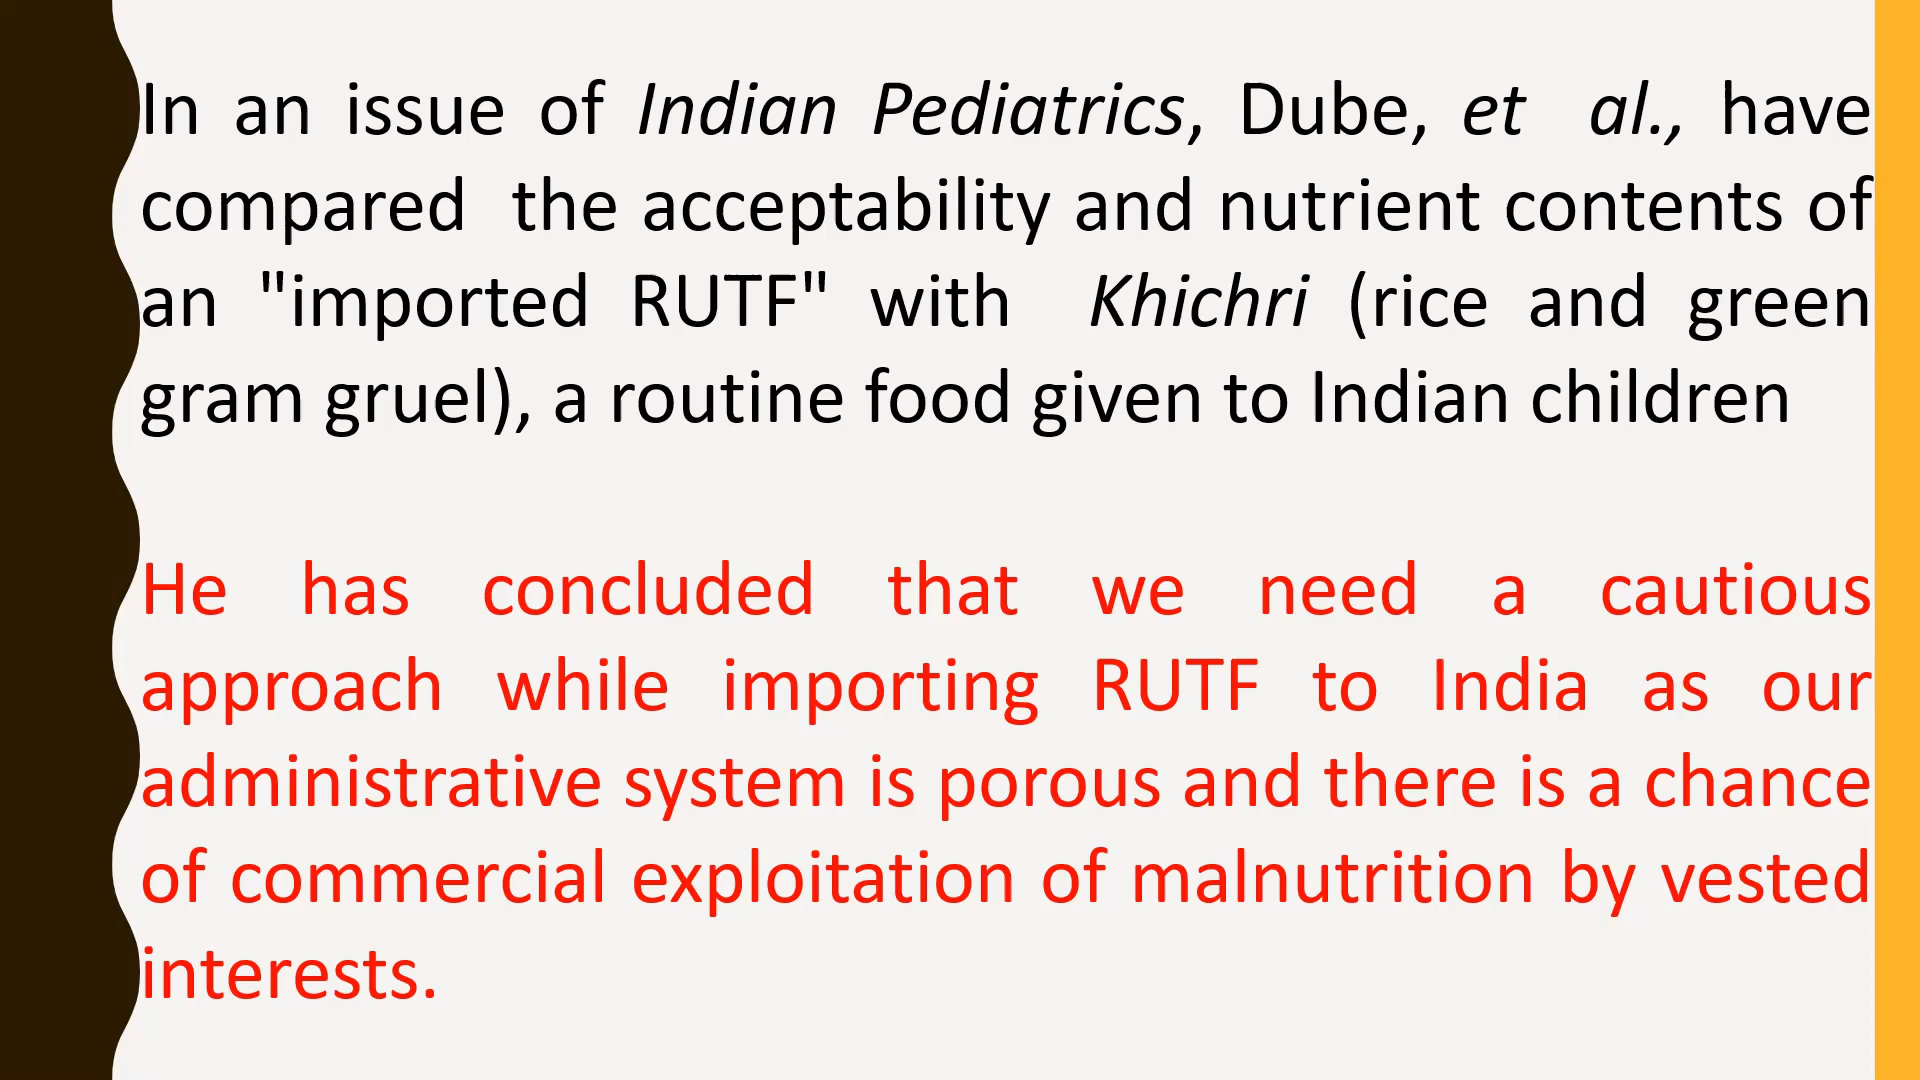 In an issue of Indian Pediatrics, Dube, et al., have
compared the acceptability and nutrient contents of
an "imported RUTF" with Khichri (rice and green
gram gruel), a routine food given to Indian children
He has concluded that we need a cautious
approach while importing RUTF to India as our
administrative system is porous and there is a chance
of commercial exploitation of malnutrition by vested
interests.